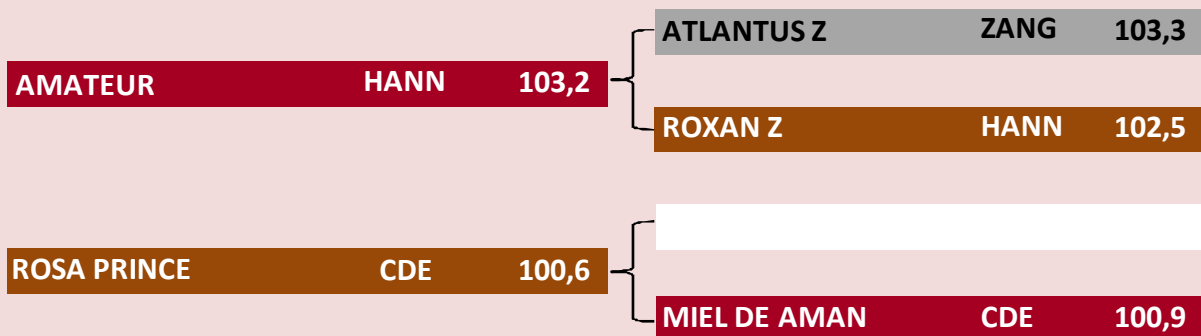 ATLANTUS Z ZANG 103,3
AMATEUR HANN 103,2
ROXAN Z HANN 102,5
ROSA PRINCE CDE 100,6
MIEL DE AMAN CDE 100,9